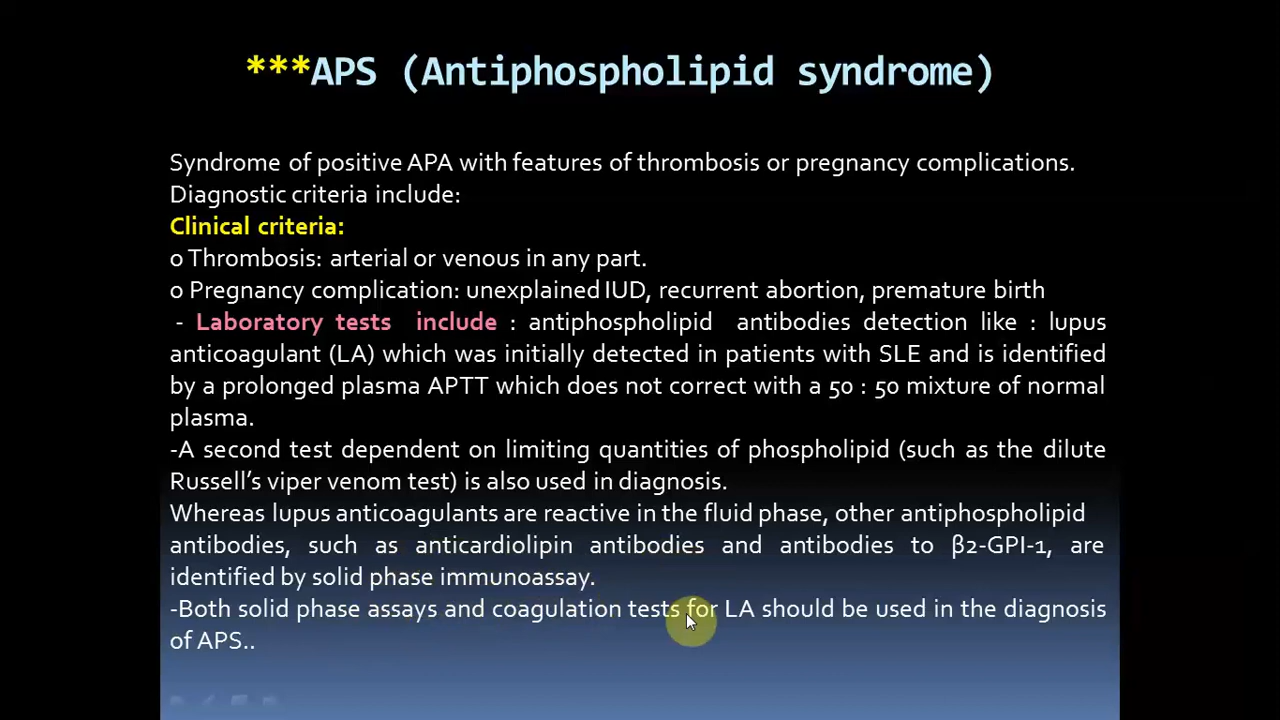 ***APS (Antiphospholipid syndrome)
Syndrome of positive APA with features of thrombosis or pregnancy complications.
Diagnostic criteria include:
Clinical criteria:
o Thrombosis: arterial or venous in any part.
o Pregnancy complication: unexplained IUD, recurrent abortion, premature birth
- Laboratory tests include : antiphospholipid antibodies detection like : lupus
anticoagulant (LA) which was initially detected in patients with SLE and is identified
by a prolonged plasma APTT which does not correct with a 50 : 50 mixture of normal
plasma.
-A second test dependent on limiting quantities of phospholipid (such as the dilute
Russell’s viper venom test) is also used in diagnosis.
Whereas lupus anticoagulants are reactive in the fluid phase, other antiphospholipid
antibodies, such as anticardiolipin antibodies and antibodies to β2-GPI-1, are
identified by solid phase immunoassay.
-Both solid phase assays and coagulation tests for LA should be used in the diagnosis
of APS..